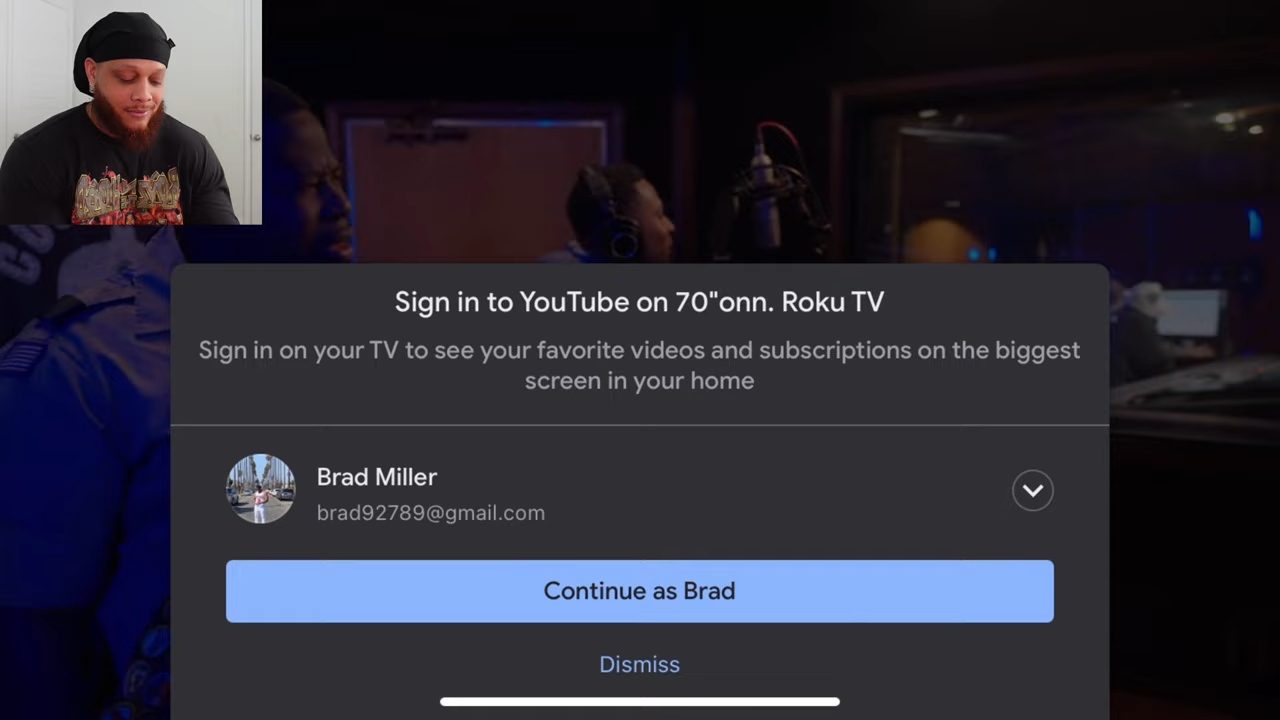 Sign in to YouTube on 70"onn. Roku TV
Sign in on your TV to see your favorite videos and subscriptions on the biggest
screen in your home
Brad Miller
brad92789@gmail.com
Continue as Brad
Dismiss